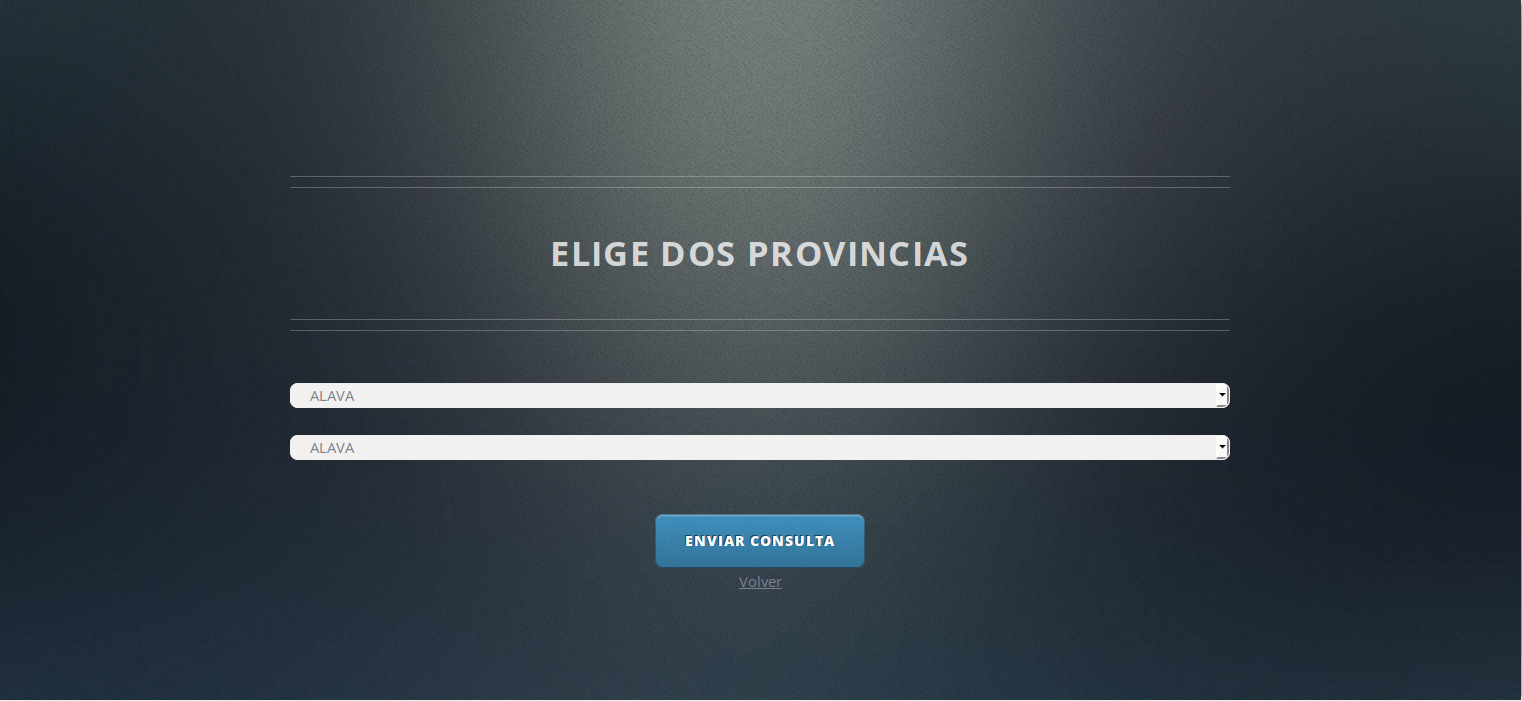 ELIGE DOS PROVINCIAS
ALAVA
ALAVA
ENVIAR CONSULTA
Volver